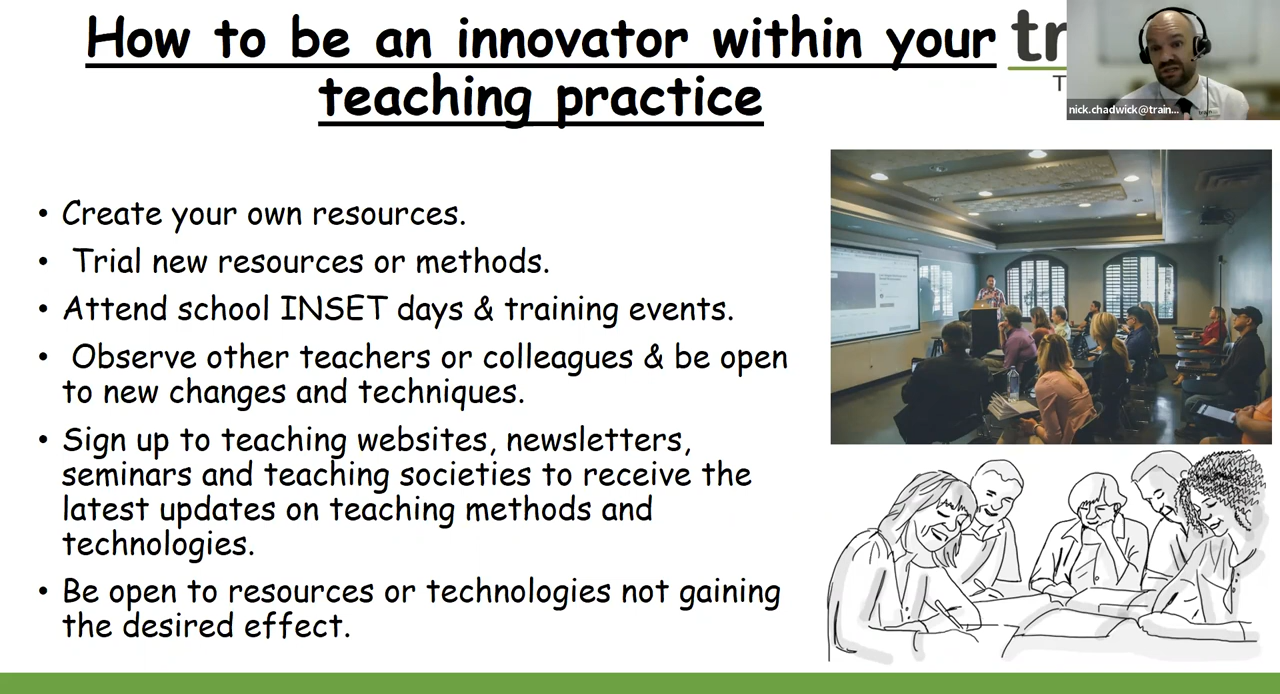 How to be an innovator within your
teaching practice
tr
T
nick.chadwick@train...
• Create your own resources.
• Trial new resources or methods.
• Attend school INSET days & training events.
• Observe other teachers or colleagues & be open
to new changes and techniques.
• Sign up to teaching websites, newsletters,
seminars and teaching societies to receive the
latest updates on teaching methods and
technologies.
• Be open to resources or technologies not gaining
the desired effect.